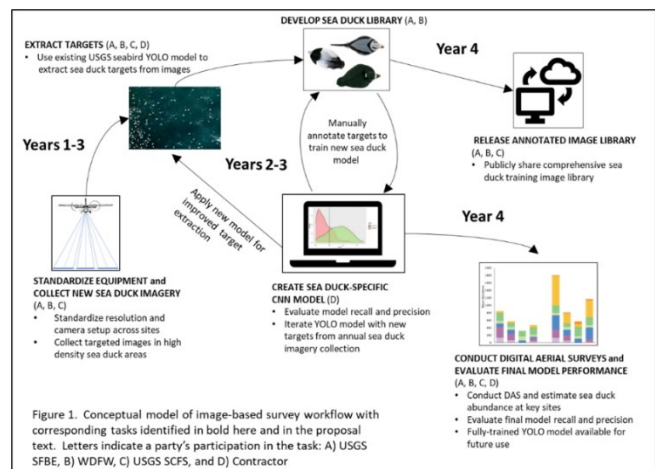 DEVELOP SEA DUCK LIBRARY (A, B)
EXTRACT TARGETS (A, B, C, D)
• Use existing USGS seabird YOLO model to
extract sea duck targets from images
Year 4
Manually
annotate targets to
train new sea duck
model
RELEASE ANNOTATED IMAGE LIBRARY
(A, B, C)
• Publicly share comprehensive sea
duck training image library
Years 1-3
Years 2-3
Apply new model for
improved target
extraction
Year 4
STANDARDIZE EQUIPMENT and
COLLECT NEW SEA DUCK IMAGERY
(A, B, C)
• Standardize resolution and
camera setup across sites
• Collect targeted images in high
density sea duck areas
CREATE SEA DUCK-SPECIFIC
CNN MODEL (D)
• Evaluate model recall and precision
• Iterate YOLO model with new
targets from annual sea duck
imagery collection
CONDUCT DIGITAL AERIAL SURVEYS and
EVALUATE FINAL MODEL PERFORMANCE
(A, B, C, D)
• Conduct DAS and estimate sea duck
abundance at key sites
• Evaluate final model recall and precision
• Fully-trained YOLO model available for
future use
Figure 1. Conceptual model of image-based survey workflow with
corresponding tasks identified in bold here and in the proposal
text. Letters indicate a party's participation in the task: A) USGS
SFBE, B) WDFW, C) USGS SCFS, and D) Contractor